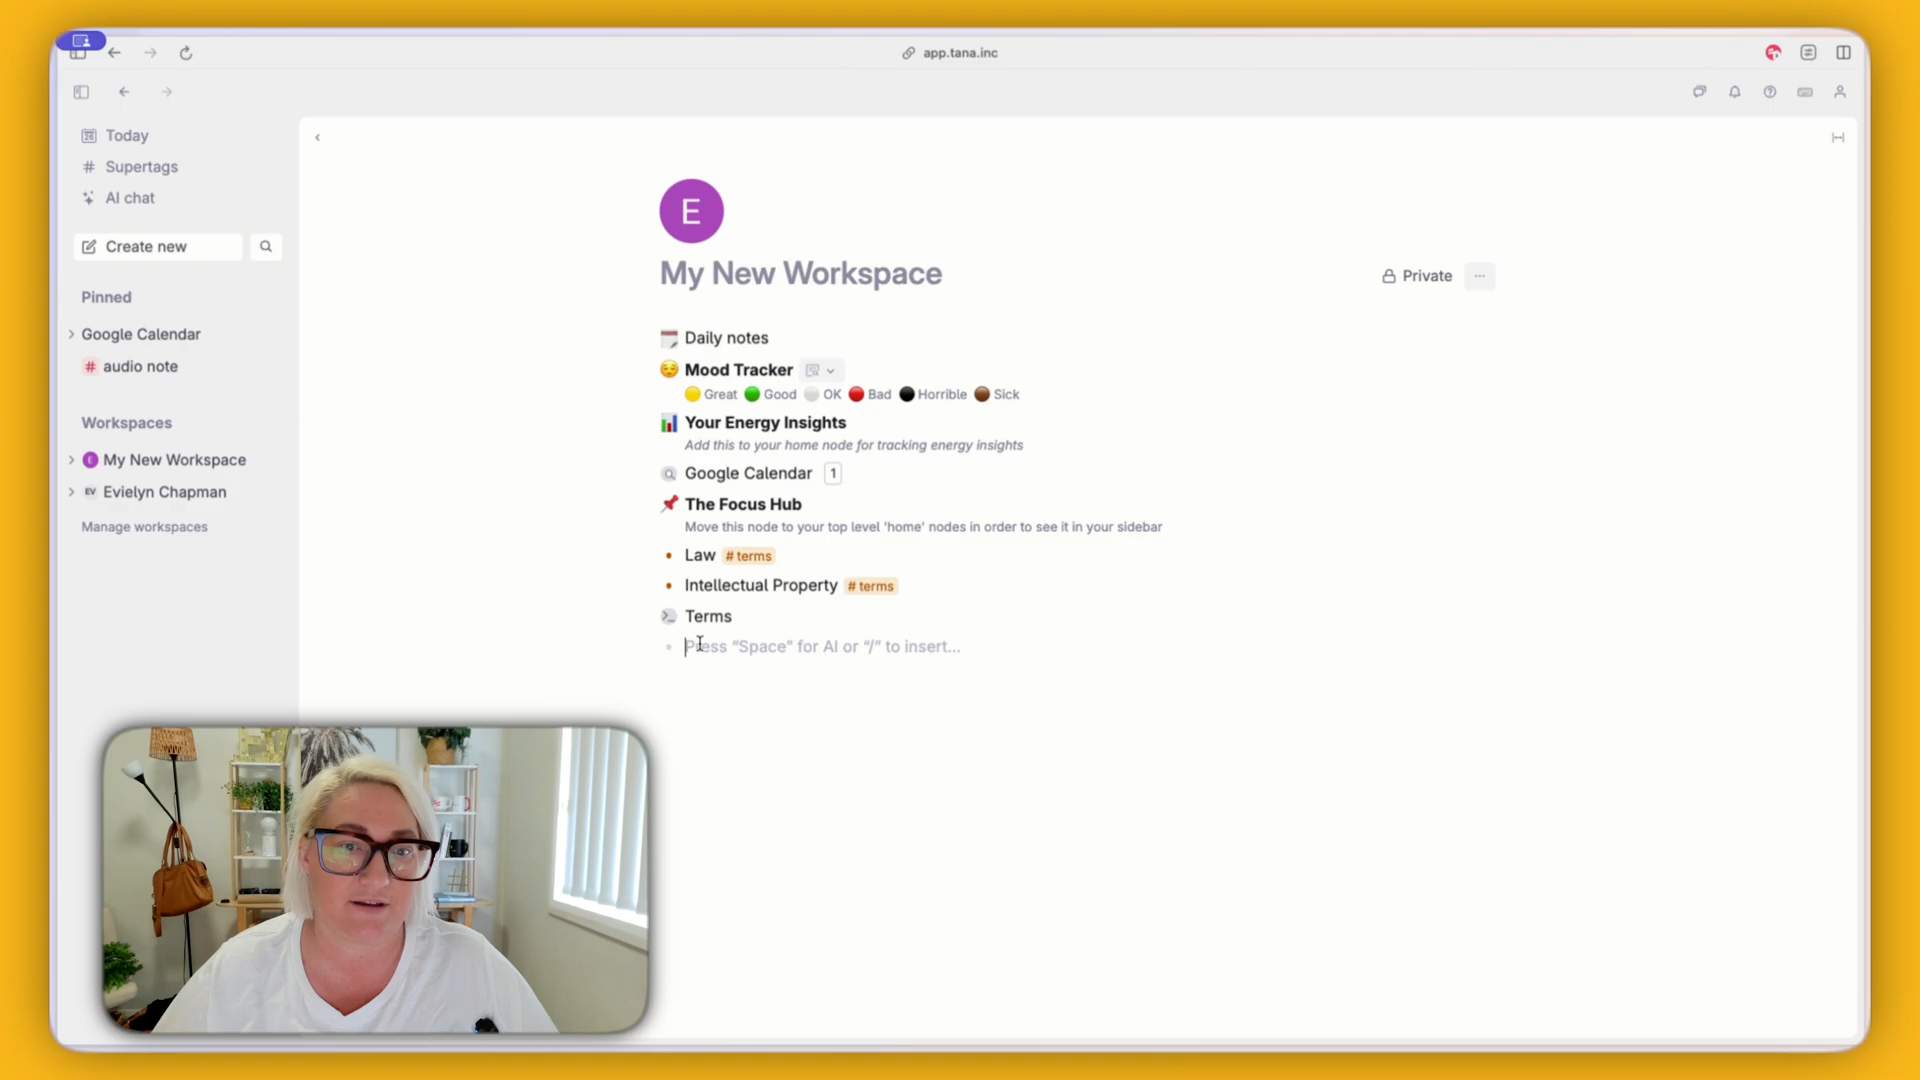 app.tana.inc
Today
Supertags
AI chat
Create new
Pinned
Google Calendar
# audio note
Workspaces
E My New Workspace
EV Evielyn Chapman
Manage workspaces
E
My New Workspace
Private
Daily notes
Mood Tracker
Great Good OK Bad Horrible Sick
Your Energy Insights
Add this to your home node for tracking energy insights
Google Calendar 1
The Focus Hub
Move this node to your top level 'home' nodes in order to see it in your sidebar
Law # terms
Intellectual Property # terms
Terms
Press “Space” for AI or “/” to insert...